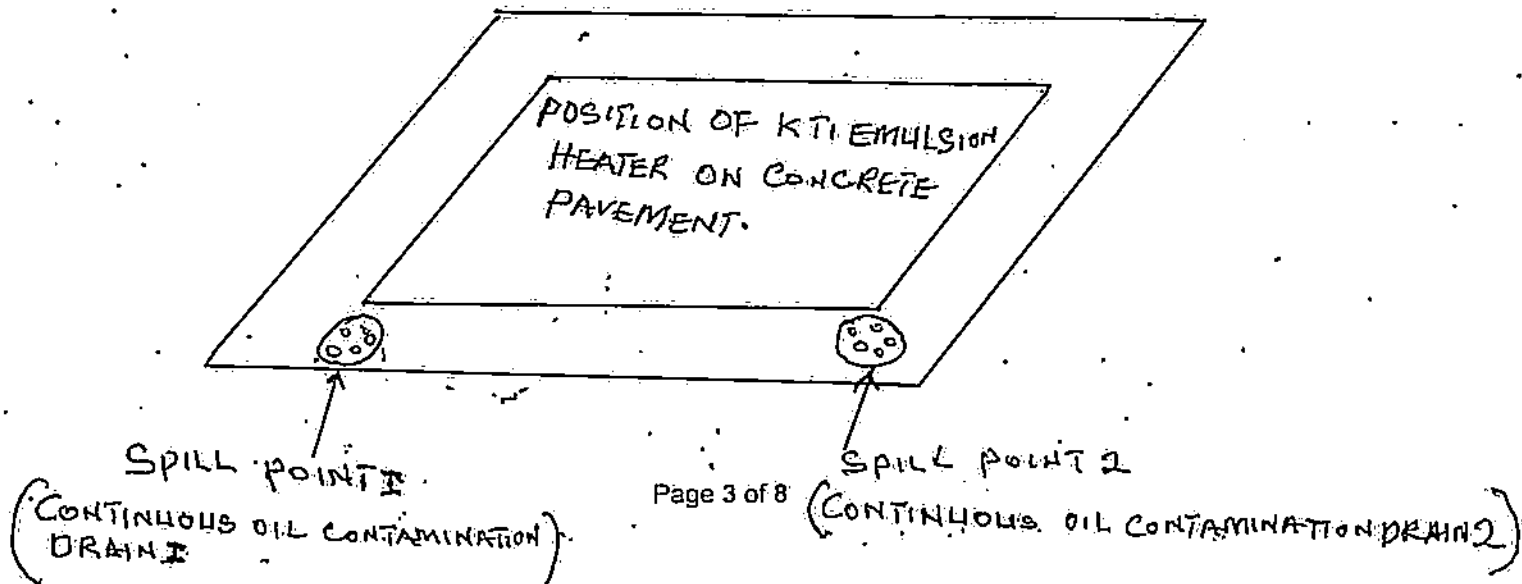 POSITION OF KTI EMULSION
HEATER ON CONCRETE
PAVEMENT.
SPILL POINT I
(CONTINUOUS OIL CONTAMINATION)
DRAIN I
Page 3 of 8
SPILL POINT 2
(CONTINUOUS OIL CONTAMINATION DRAIN 2)